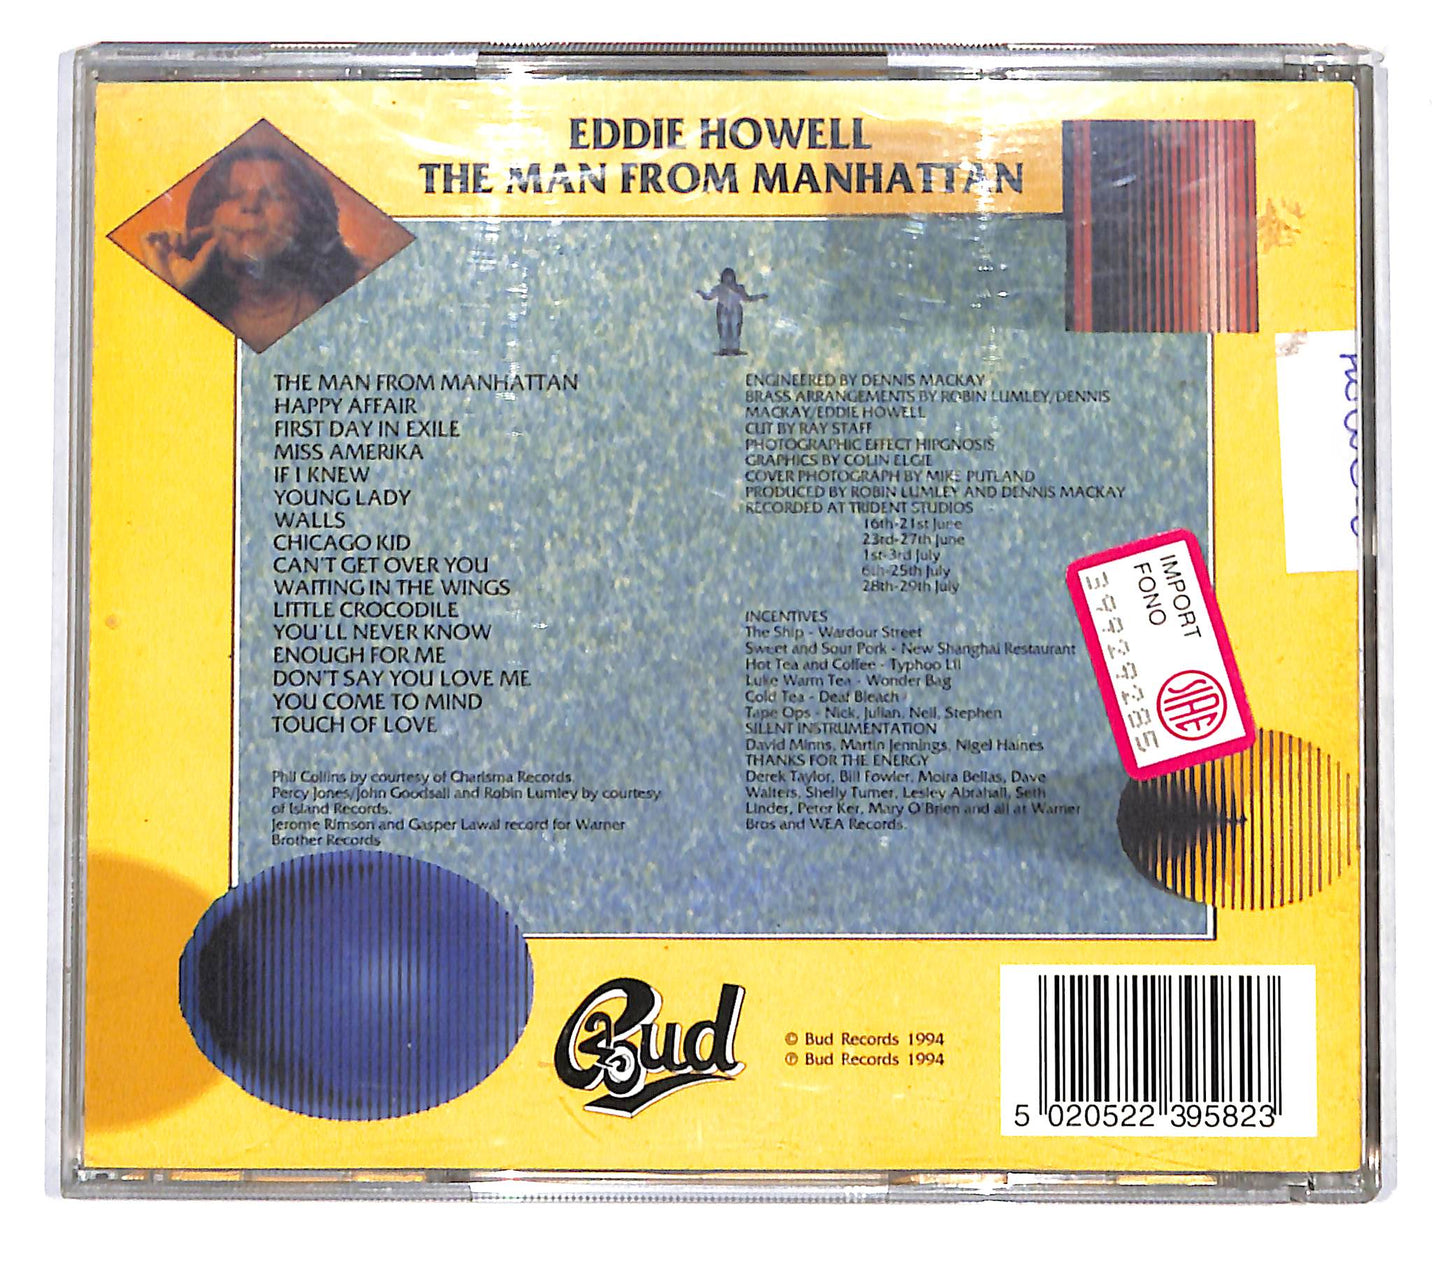 EDDIE HOWELL
THE MAN FROM MANHATTAN
THE MAN FROM MANHATTAN
HAPPY AFFAIR
FIRST DAY IN EXILE
MISS AMERIKA
IF I KNEW
YOUNG LADY
WALLS
CHICAGO KID
CAN'T GET OVER YOU
WAITING IN THE WINGS
LITTLE CROCODILE
YOU'LL NEVER KNOW
ENOUGH FOR ME
DON'T SAY YOU LOVE ME
YOU COME TO MIND
TOUCH OF LOVE
Phil Collins by courtesy of Charisma Records.
Percy Jones/John Goodsall and Robin Lumley by courtesy
of Island Records.
Jerome Rimson and Gasper Lawal record for Warner
Brother Records
ENGINEERED BY DENNIS MACKAY
BRASS ARRANGEMENTS BY ROBIN LUMLEY/DENNIS
MACKAY/EDDIE HOWELL
CUT BY RAY STAFF
PHOTOGRAPHIC EFFECT HIPGNOSIS
GRAPHICS BY COLIN ELGIE
COVER PHOTOGRAPH BY MIKE PUTLAND
PRODUCED BY ROBIN LUMLEY AND DENNIS MACKAY
RECORDED AT TRIDENT STUDIOS
16th-21st June
23rd-27th June
1st-3rd July
6th-25th July
28th-29th July
INCENTIVES
The Ship - Wardour Street
Sweet and Sour Pork - New Shanghai Restaurant
Hot Tea and Coffee - Typhoo Lil
Luke Warm Tea - Wonder Bag
Cold Tea - Deaf Bleach
Tape Ops - Nick, Julian, Neil, Stephen
SILENT INSTRUMENTATION
David Minns, Martin Jennings, Nigel Haines
THANKS FOR THE ENERGY
Derek Taylor, Bill Fowler, Moira Bellas, Dave
Walters, Shelly Turner, Lesley Abrahall, Seth
Linder, Peter Ker, Mary O'Brien and all at Warner
Bros and WEA Records.
IMPORT
FONO
SIAE
Bud
© Bud Records 1994
℗ Bud Records 1994
5 020522 395823